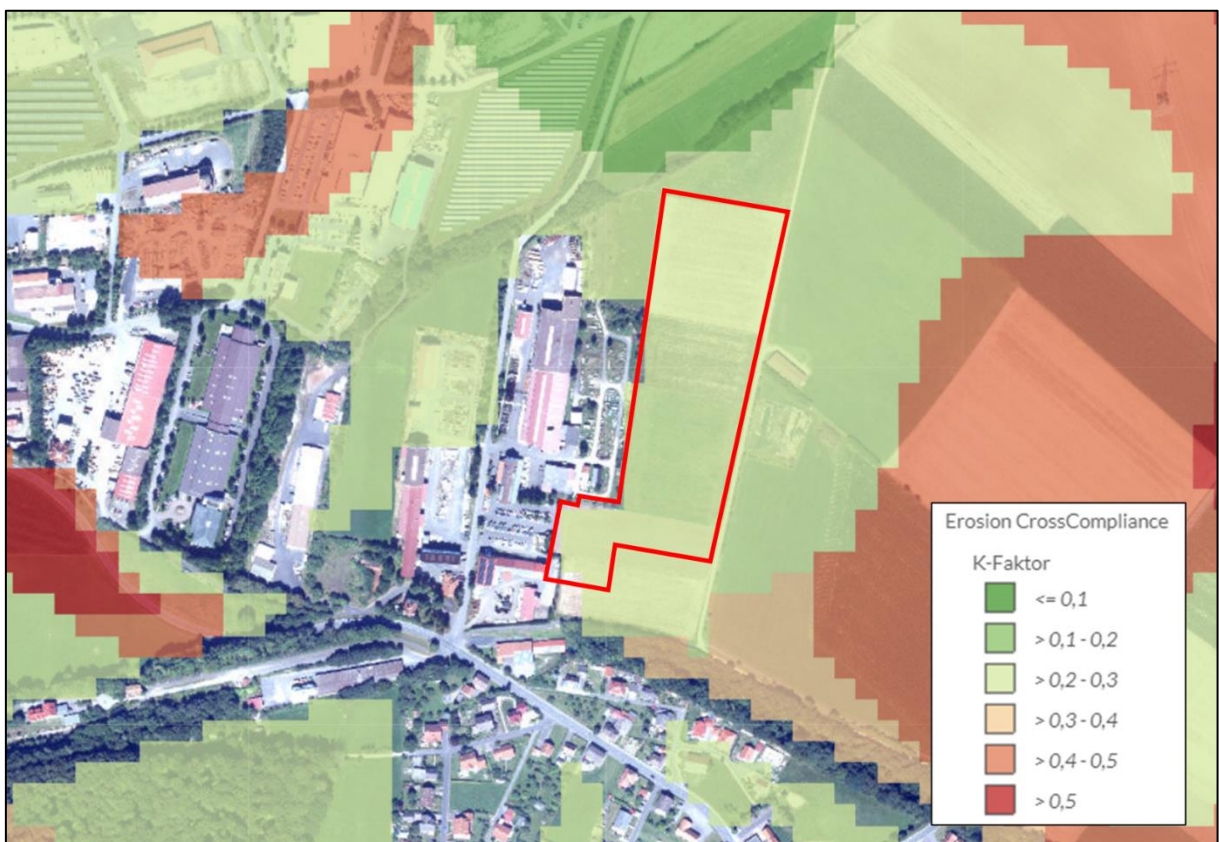 Erosion CrossCompliance
K-Faktor
<= 0,1
> 0,1 - 0,2
> 0,2 - 0,3
> 0,3 - 0,4
> 0,4 - 0,5
> 0,5